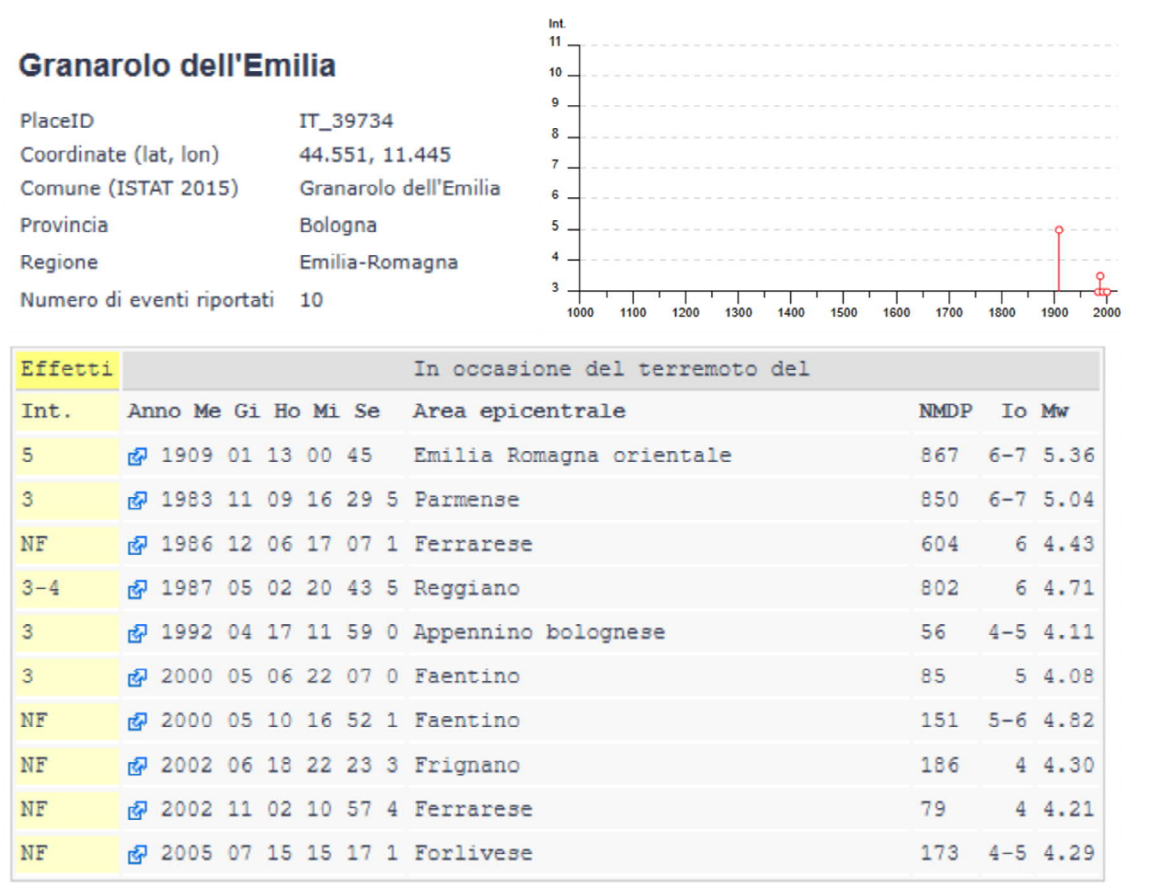 Granarolo dell'Emilia
PlaceID IT_39734
Coordinate (lat, lon) 44.551, 11.445
Comune (ISTAT 2015) Granarolo dell'Emilia
Provincia Bologna
Regione Emilia-Romagna
Numero di eventi riportati 10
Int.
11
10
9
8
7
6
5
4
3
1000 1100 1200 1300 1400 1500 1600 1700 1800 1900 2000
Effetti In occasione del terremoto del
Int. Anno Me Gi Ho Mi Se Area epicentrale NMDP Io Mw
5 1909 01 13 00 45 Emilia Romagna orientale 867 6-7 5.36
3 1983 11 09 16 29 5 Parmense 850 6-7 5.04
NF 1986 12 06 17 07 1 Ferrarese 604 6 4.43
3-4 1987 05 02 20 43 5 Reggiano 802 6 4.71
3 1992 04 17 11 59 0 Appennino bolognese 56 4-5 4.11
3 2000 05 06 22 07 0 Faentino 85 5 4.08
NF 2000 05 10 16 52 1 Faentino 151 5-6 4.82
NF 2002 06 18 22 23 3 Frignano 186 4 4.30
NF 2002 11 02 10 57 4 Ferrarese 79 4 4.21
NF 2005 07 15 15 17 1 Forlivese 173 4-5 4.29